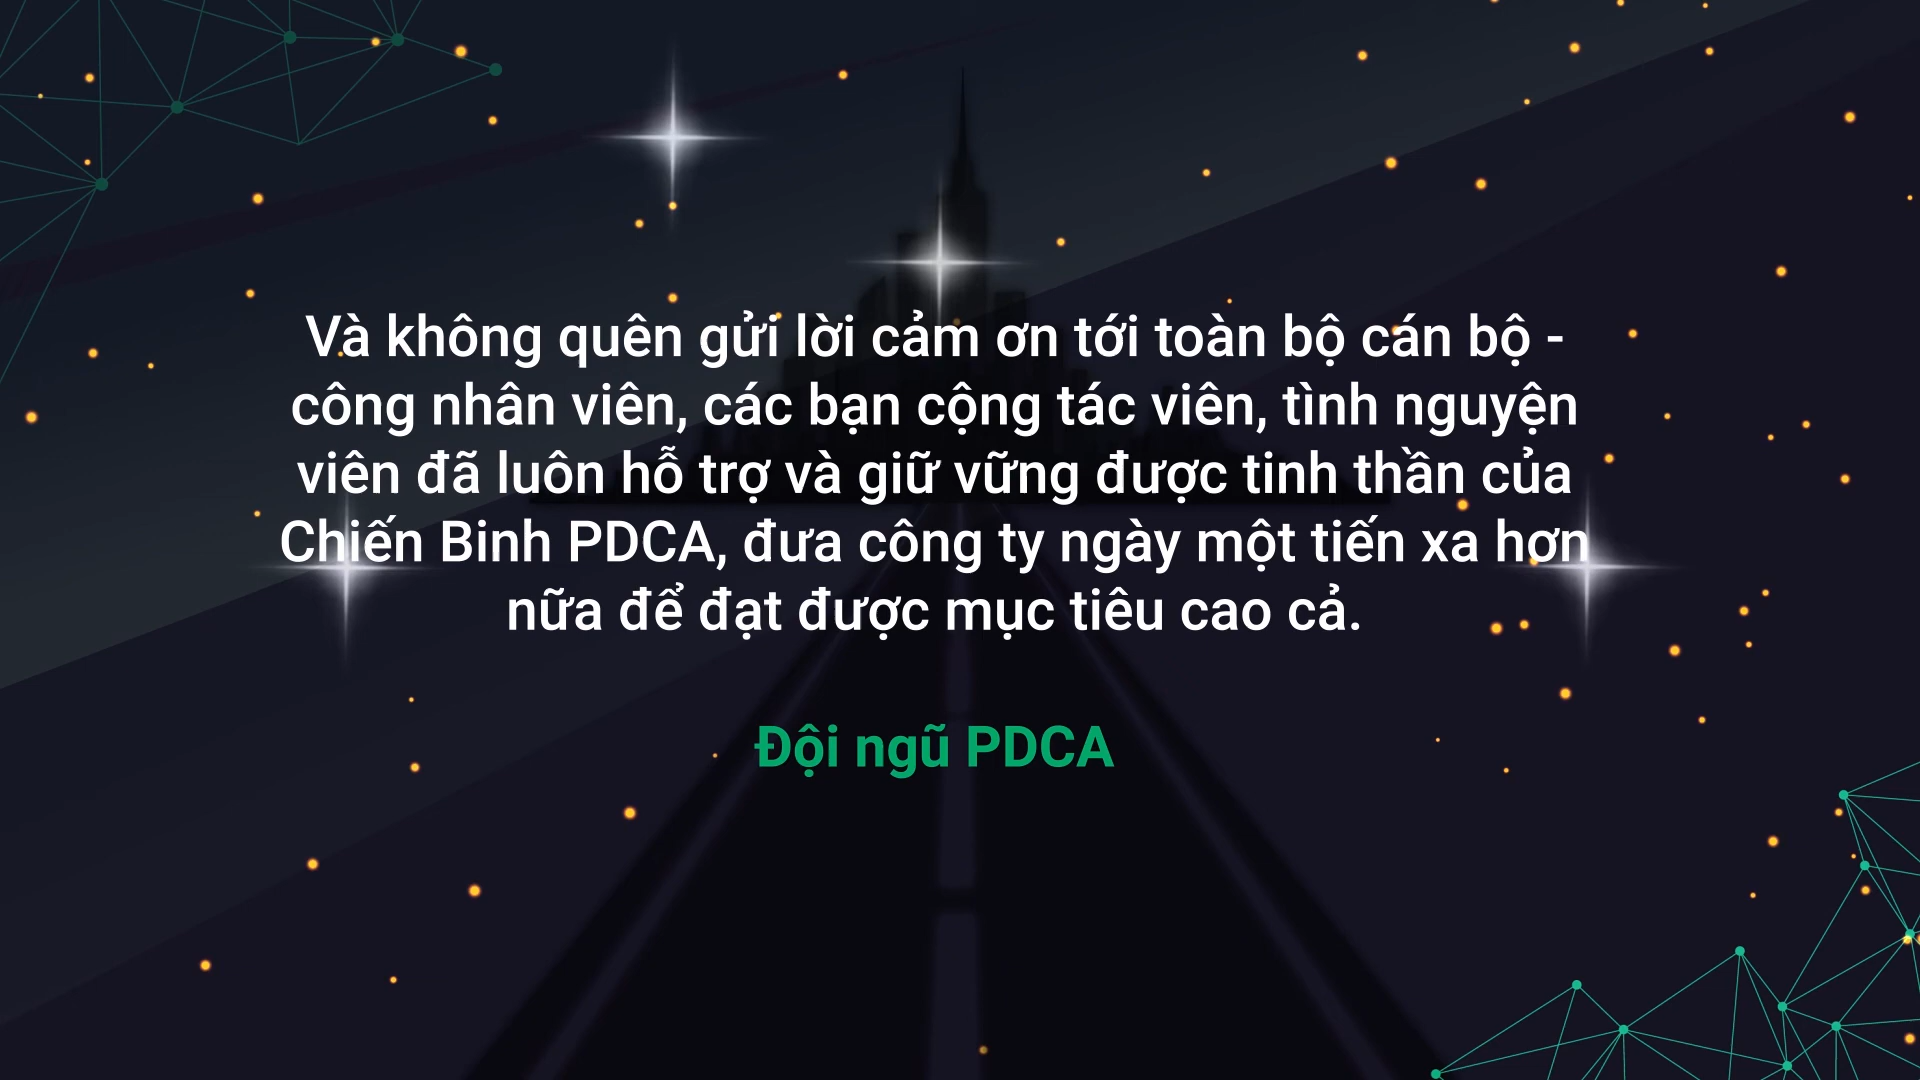 Và không quên gửi lời cảm ơn tới toàn bộ cán bộ -
công nhân viên, các bạn cộng tác viên, tình nguyện
viên đã luôn hỗ trợ và giữ vững được tinh thần của
Chiến Binh PDCA, đưa công ty ngày một tiến xa hơn
nữa để đạt được mục tiêu cao cả.
Đội ngũ PDCA